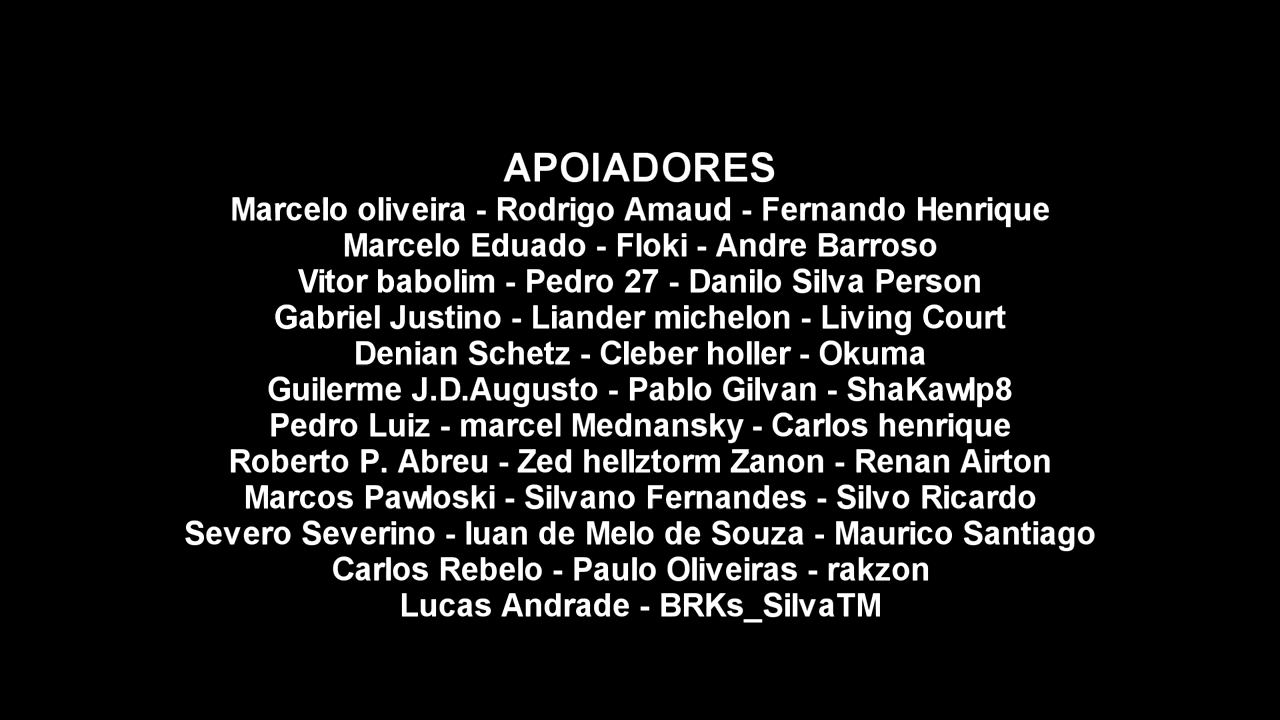 APOIADORES
Marcelo oliveira - Rodrigo Amaud - Fernando Henrique
Marcelo Eduado - Floki - Andre Barroso
Vitor babolim - Pedro 27 - Danilo Silva Person
Gabriel Justino - Liander michelon - Living Court
Denian Schetz - Cleber holler - Okuma
Guilerme J.D.Augusto - Pablo Gilvan - ShaKawlp8
Pedro Luiz - marcel Mednansky - Carlos henrique
Roberto P. Abreu - Zed hellztorm Zanon - Renan Airton
Marcos Pawloski - Silvano Fernandes - Silvo Ricardo
Severo Severino - luan de Melo de Souza - Maurico Santiago
Carlos Rebelo - Paulo Oliveiras - rakzon
Lucas Andrade - BRKs_SilvaTM